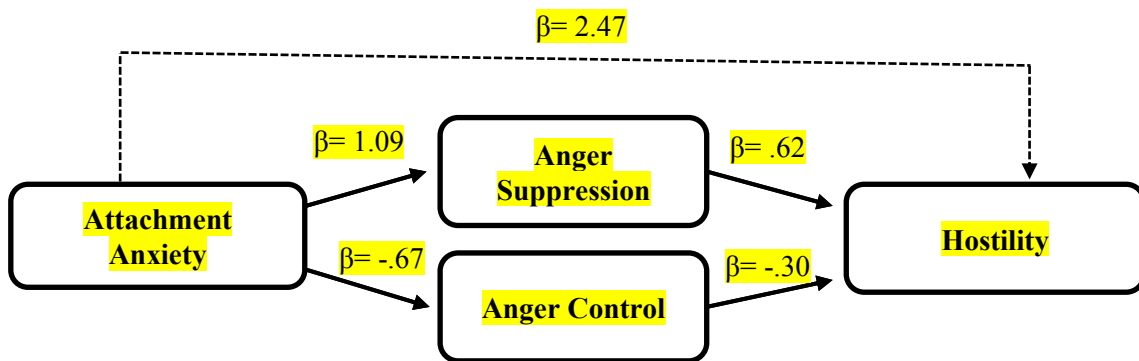 β= 2.47
β= 1.09
Anger
Suppression
β= .62
Attachment
Anxiety
Hostility
β= -.67
Anger Control
β= -.30